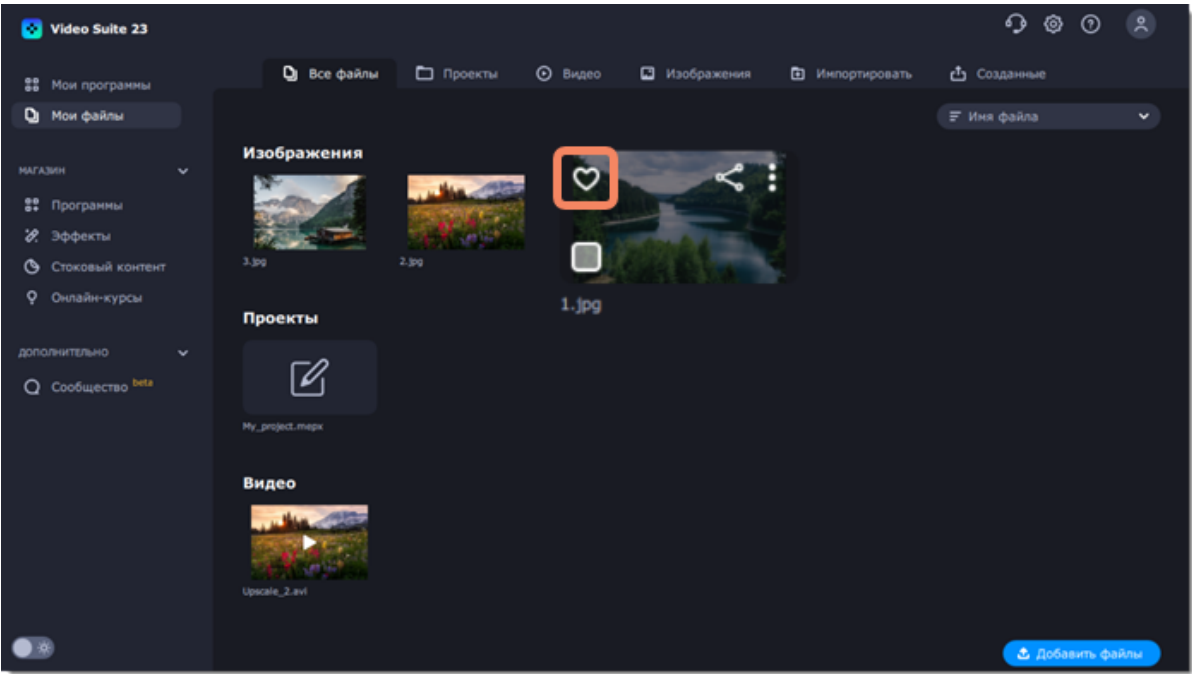 Video Suite 23
Мои программы
Мои файлы
МАГАЗИН
Программы
Эффекты
Стоковый контент
Онлайн-курсы
ДОПОЛНИТЕЛЬНО
Сообщество beta
Все файлы Проекты Видео Изображения Импортировать Созданные
Имя файла
Изображения
3.jpg 2.jpg 1.jpg
Проекты
My_project.mepx
Видео
Upscale_2.avi
Добавить файлы